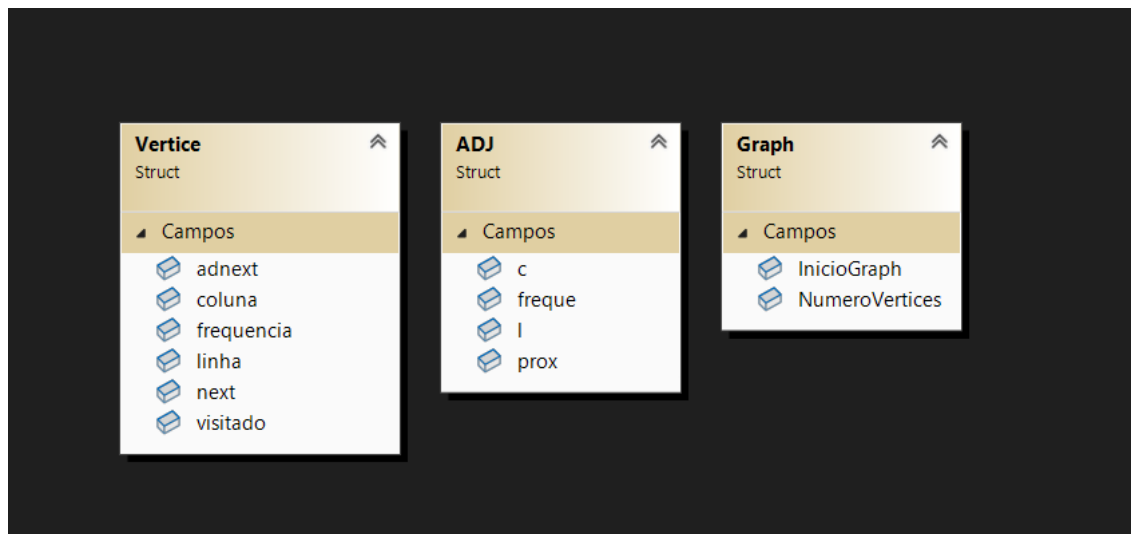 Vertice
Struct
Campos
adnext
coluna
frequencia
linha
next
visitado
ADJ
Struct
Campos
c
freque
l
prox
Graph
Struct
Campos
InicioGraph
NumeroVertices